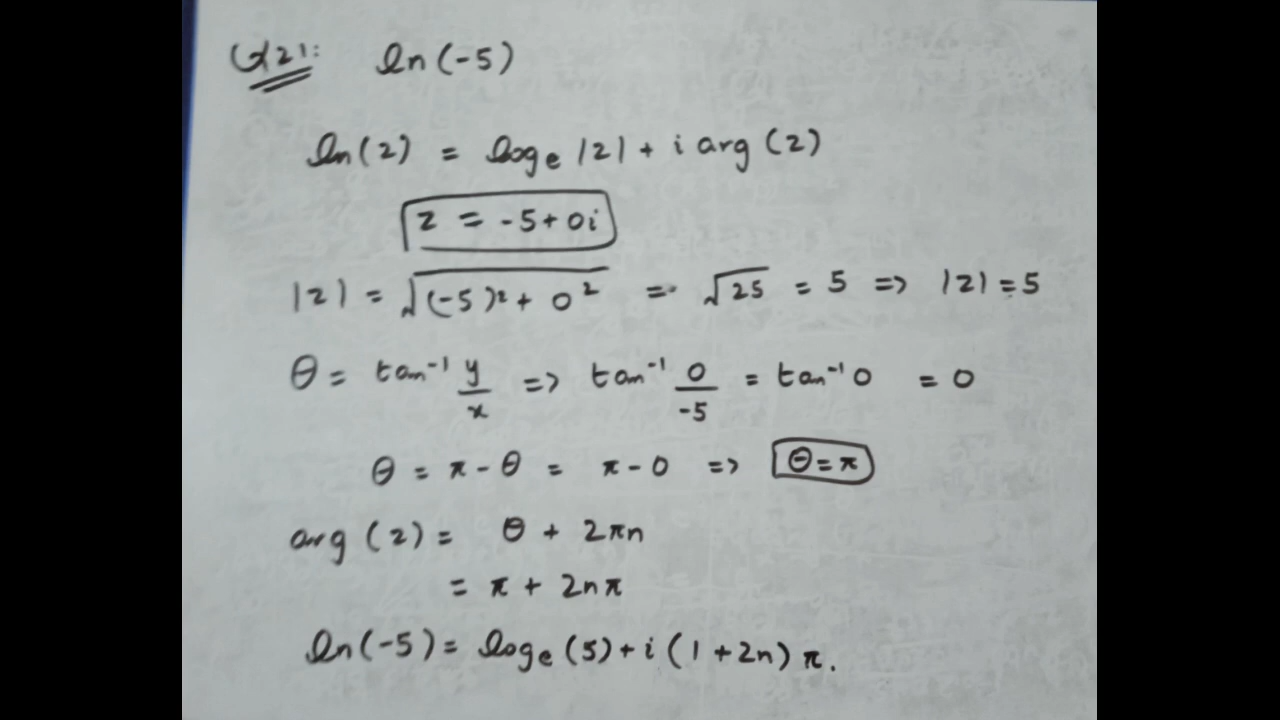 Q21: ln(-5)
ln(z) = logₑ |z| + i arg(z)
z = -5+0i
|z| = √((-5)² + 0²) => √25 = 5 => |z| = 5
θ = tan⁻¹ y/x => tan⁻¹ 0/-5 = tan⁻¹ 0 = 0
θ = π - θ = π - 0 => θ = π
arg(z) = θ + 2πn
= π + 2nπ
ln(-5) = logₑ(5) + i(1+2n)π.